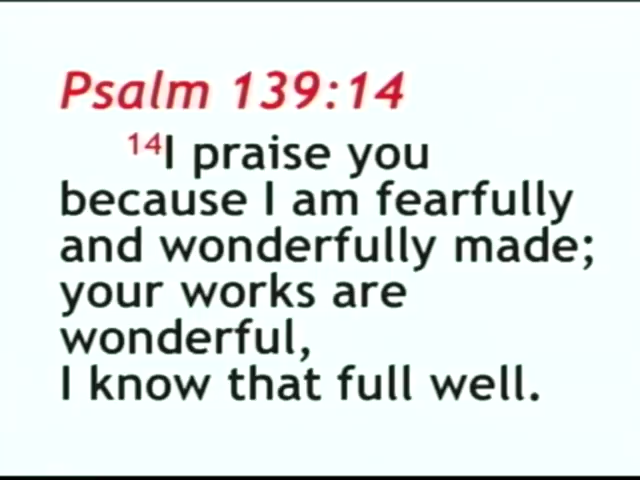 Psalm 139:14
14I praise you
because I am fearfully
and wonderfully made;
your works are
wonderful,
I know that full well.